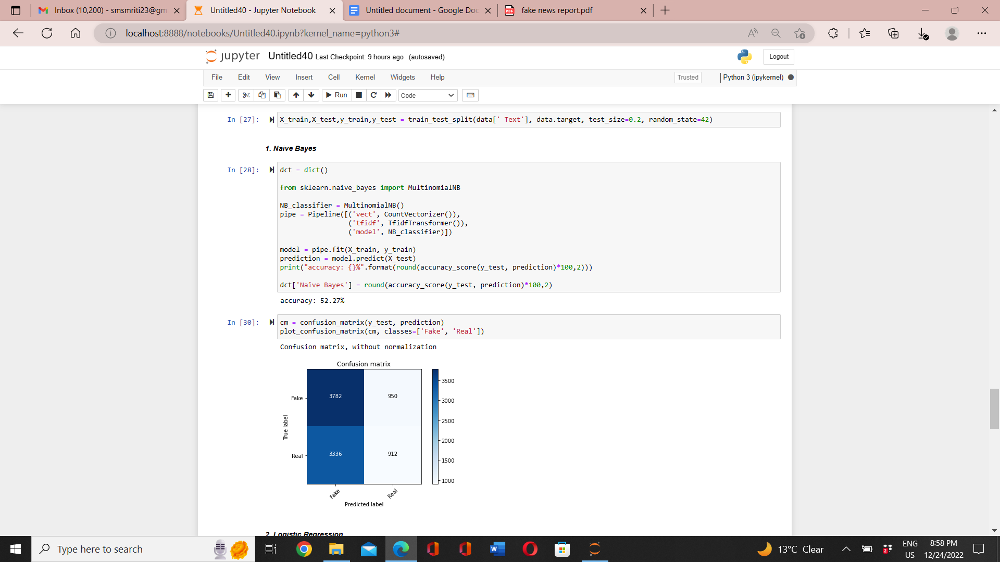 Inbox (10,200) - smsmriti23@gm
Untitled40 - Jupyter Notebook
Untitled document - Google Doc
PDF
fake news report.pdf
localhost:8888/notebooks/Untitled40.ipynb?kernel_name=python3#
jupyter Untitled40 Last Checkpoint: 9 hours ago (autosaved)
Logout
File Edit View Insert Cell Kernel Widgets Help
Trusted
Python 3 (ipykernel)
Run
Code
In [27]: X_train,X_test,y_train,y_test = train_test_split(data[' Text'], data.target, test_size=0.2, random_state=42)
1. Naive Bayes
In [28]: dct = dict()
from sklearn.naive_bayes import MultinomialNB
NB_classifier = MultinomialNB()
pipe = Pipeline([('vect', CountVectorizer()),
('tfidf', TfidfTransformer()),
('model', NB_classifier)])
model = pipe.fit(X_train, y_train)
prediction = model.predict(X_test)
print("accuracy: {}%".format(round(accuracy_score(y_test, prediction)*100,2)))
dct['Naive Bayes'] = round(accuracy_score(y_test, prediction)*100,2)
accuracy: 52.27%
In [30]: cm = confusion_matrix(y_test, prediction)
plot_confusion_matrix(cm, classes=['Fake', 'Real'])
Confusion matrix, without normalization
Confusion matrix
3500
Fake 3782 950
3000
2500
True label
2000
Real 3336 912
1500
1000
Fake Real
Predicted label
2. Logistic Regression
Type here to search
W
2
13°C Clear
ENG
US
8:58 PM
12/24/2022